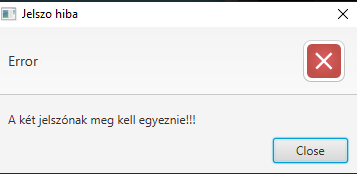 Jelszo hiba
Error
A két jelszónak meg kell egyeznie!!!
Close